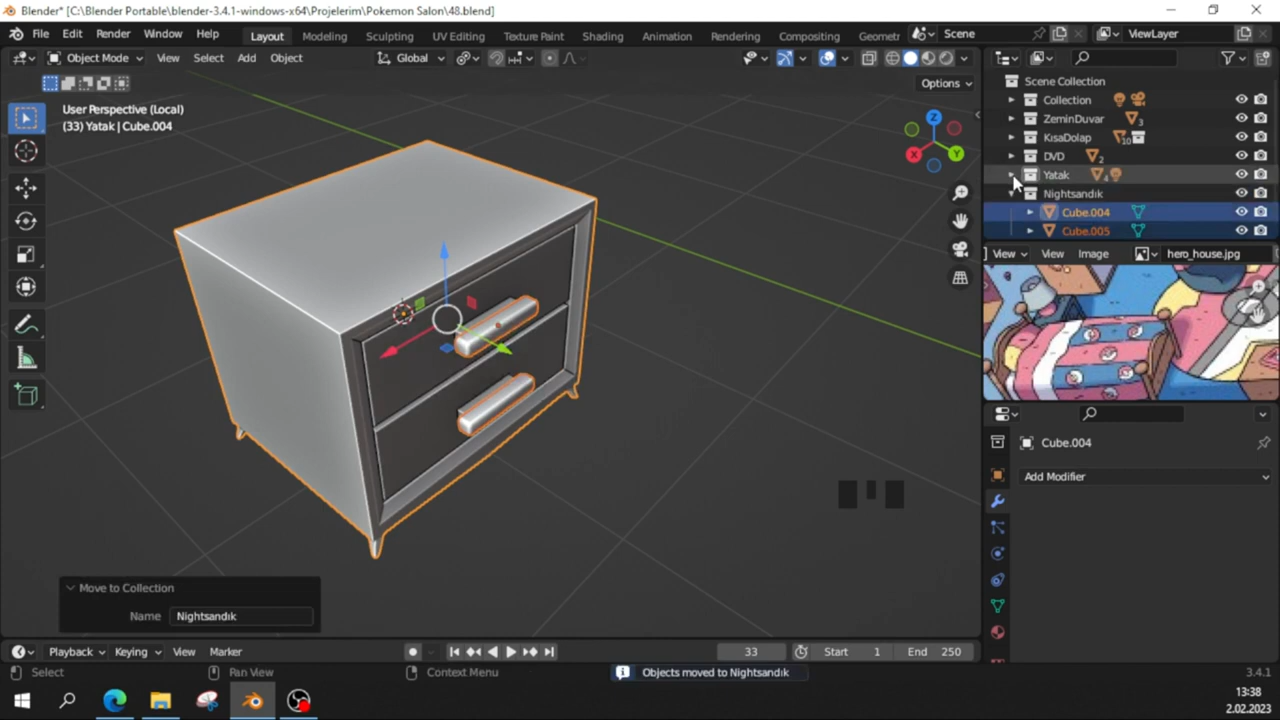 Blender* [C:\Blender Portable\blender-3.4.1-windows-x64\Projelerim\Pokemon Salon\48.blend]
File Edit Render Window Help Layout Modeling Sculpting UV Editing Texture Paint Shading Animation Rendering Compositing Geometr Scene ViewLayer
Object Mode View Select Add Object Global
Options
User Perspective (Local)
(33) Yatak | Cube.004
Z
X
Y
Scene Collection
Collection
ZeminDuvar 3
KısaDolap 10
DVD 2
Yatak 4
Nightsandık
Cube.004
Cube.005
View View Image hero_house.jpg
Cube.004
Add Modifier
Move to Collection
Name Nightsandık
Playback Keying View Marker 33 Start 1 End 250
Select Pan View Context Menu Objects moved to Nightsandık 3.4.1
13:38
2.02.2023